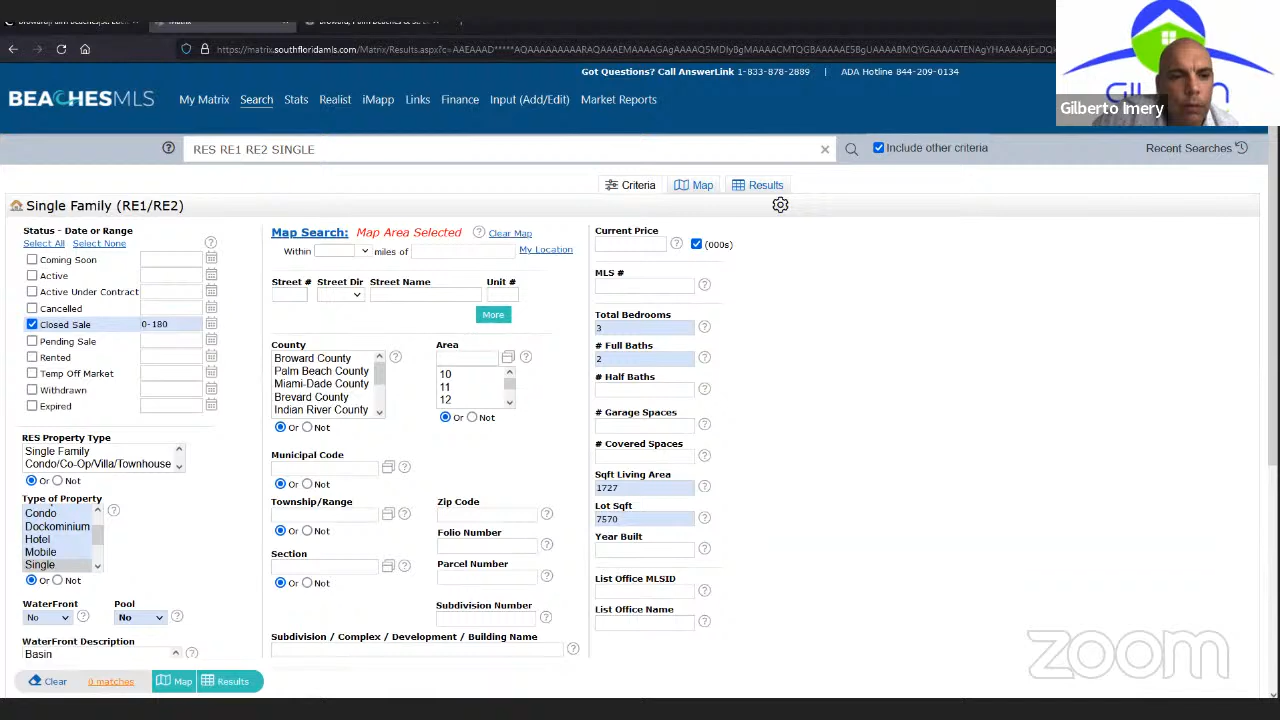 Matrix
https://matrix.southfloridamls.com/Matrix/Results.aspx?c=
Got Questions? Call AnswerLink 1-833-878-2889 | ADA Hotline 844-209-0134
BEACHESMLS My Matrix Search Stats Realist iMapp Links Finance Input (Add/Edit) Market Reports
Gilberto Imery
RES RE1 RE2 SINGLE
Include other criteria
Recent Searches
Criteria Map Results
Single Family (RE1/RE2)
Status - Date or Range
Select All Select None
Coming Soon
Active
Active Under Contract
Cancelled
Closed Sale 0-180
Pending Sale
Rented
Temp Off Market
Withdrawn
Expired
RES Property Type
Single Family
Condo/Co-Op/Villa/Townhouse
Or Not
Type of Property
Condo
Dockominium
Hotel
Mobile
Single
Or Not
WaterFront Pool
No No
WaterFront Description
Basin
Map Search: Map Area Selected Clear Map
Within miles of My Location
Street # Street Dir Street Name Unit #
More
County
Broward County
Palm Beach County
Miami-Dade County
Brevard County
Indian River County
Or Not
Area
10
11
12
Or Not
Municipal Code
Or Not
Township/Range
Or Not
Section
Or Not
Zip Code
Folio Number
Parcel Number
Subdivision Number
Subdivision / Complex / Development / Building Name
Current Price
(000s)
MLS #
Total Bedrooms
3
# Full Baths
2
# Half Baths
# Garage Spaces
# Covered Spaces
Sqft Living Area
1727
Lot Sqft
7570
Year Built
List Office MLSID
List Office Name
Clear 0 matches Map Results
zoom